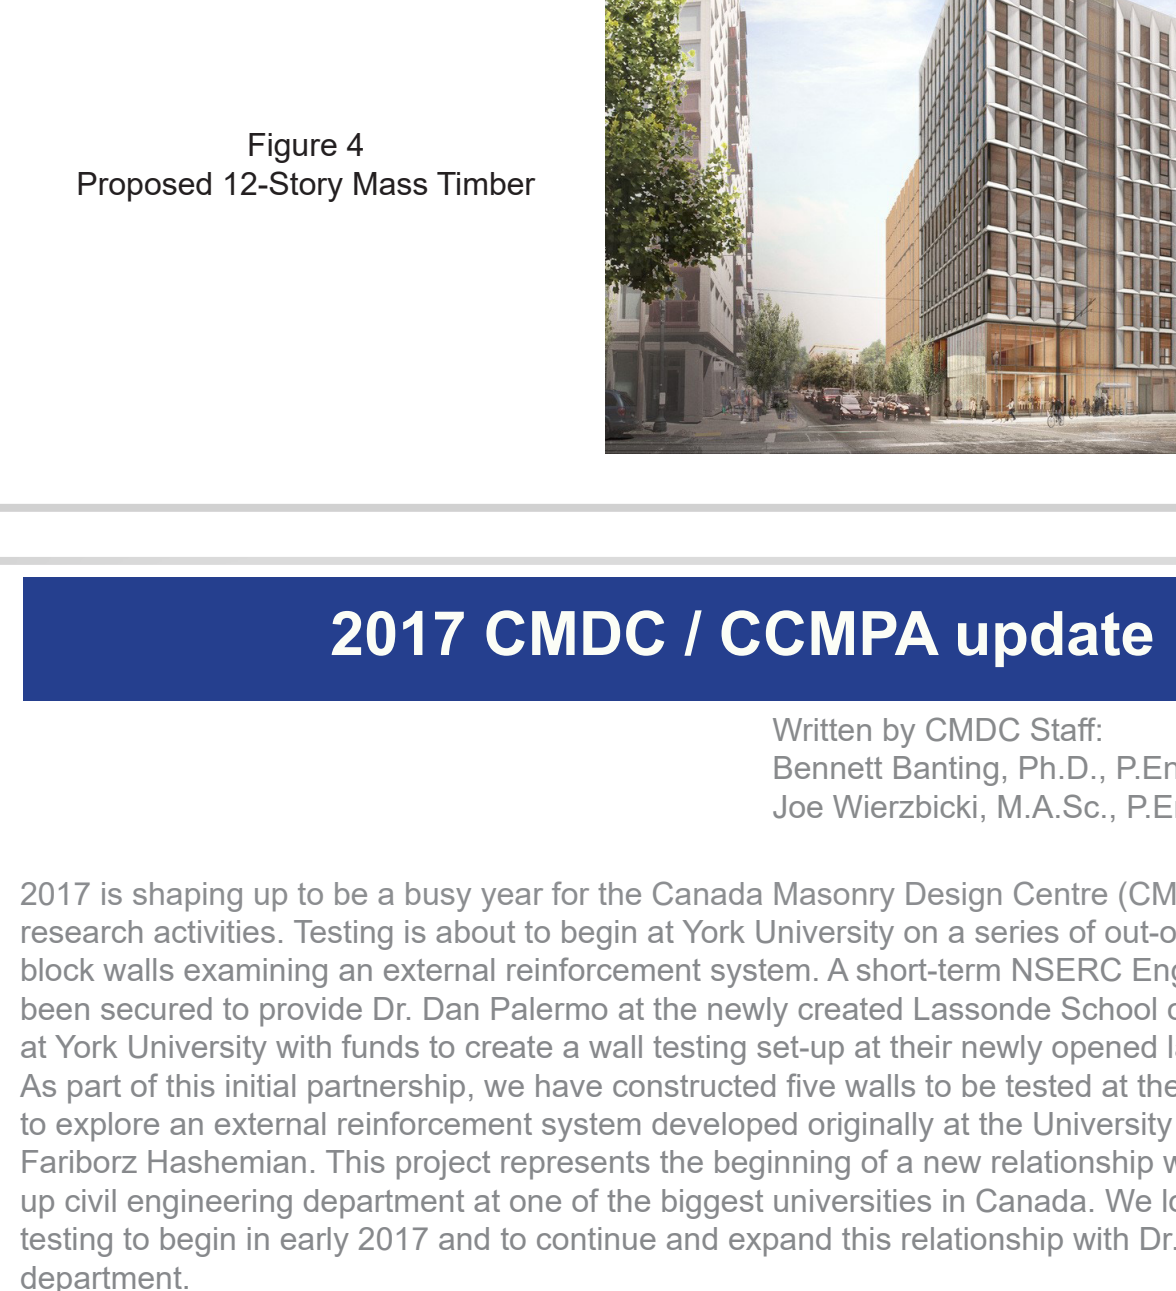 Figure 4
Proposed 12-Story Mass Timber
2017 CMDC / CCMPA update
Written by CMDC Staff:
Bennett Banting, Ph.D., P.En
Joe Wierzbicki, M.A.Sc., P.E
2017 is shaping up to be a busy year for the Canada Masonry Design Centre (CM
research activities. Testing is about to begin at York University on a series of out-o
block walls examining an external reinforcement system. A short-term NSERC Eng
been secured to provide Dr. Dan Palermo at the newly created Lassonde School
at York University with funds to create a wall testing set-up at their newly opened
As part of this initial partnership, we have constructed five walls to be tested at the
to explore an external reinforcement system developed originally at the University
Fariborz Hashemian. This project represents the beginning of a new relationship
up civil engineering department at one of the biggest universities in Canada. We
testing to begin in early 2017 and to continue and expand this relationship with Dr.
department.